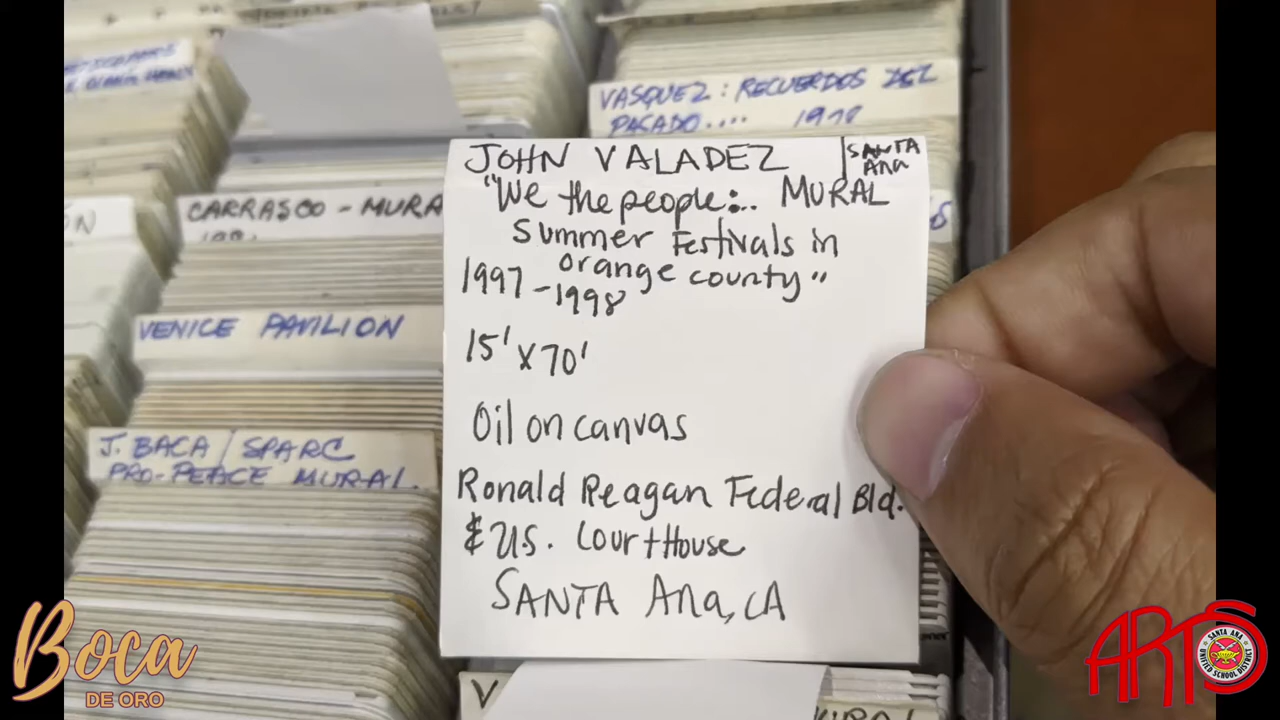 VASQUEZ: RECUERDOS DEL
PASADO.... 1978
JOHN VALADEZ
SANTA
ANA
"We the people:.. MURAL
Summer Festivals in
orange county"
1997-1998
15' x 70'
Oil on canvas
Ronald Reagan Federal Bld.
& U.S. CourtHouse
SANTA Ana, CA
CARRASCO - MURA
VENICE PAVILION
J. BACA / SPARC
PRO-PEACE MURAL.
Boca
DE ORO
ARTS
SANTA ANA
UNIFIED SCHOOL DISTRICT